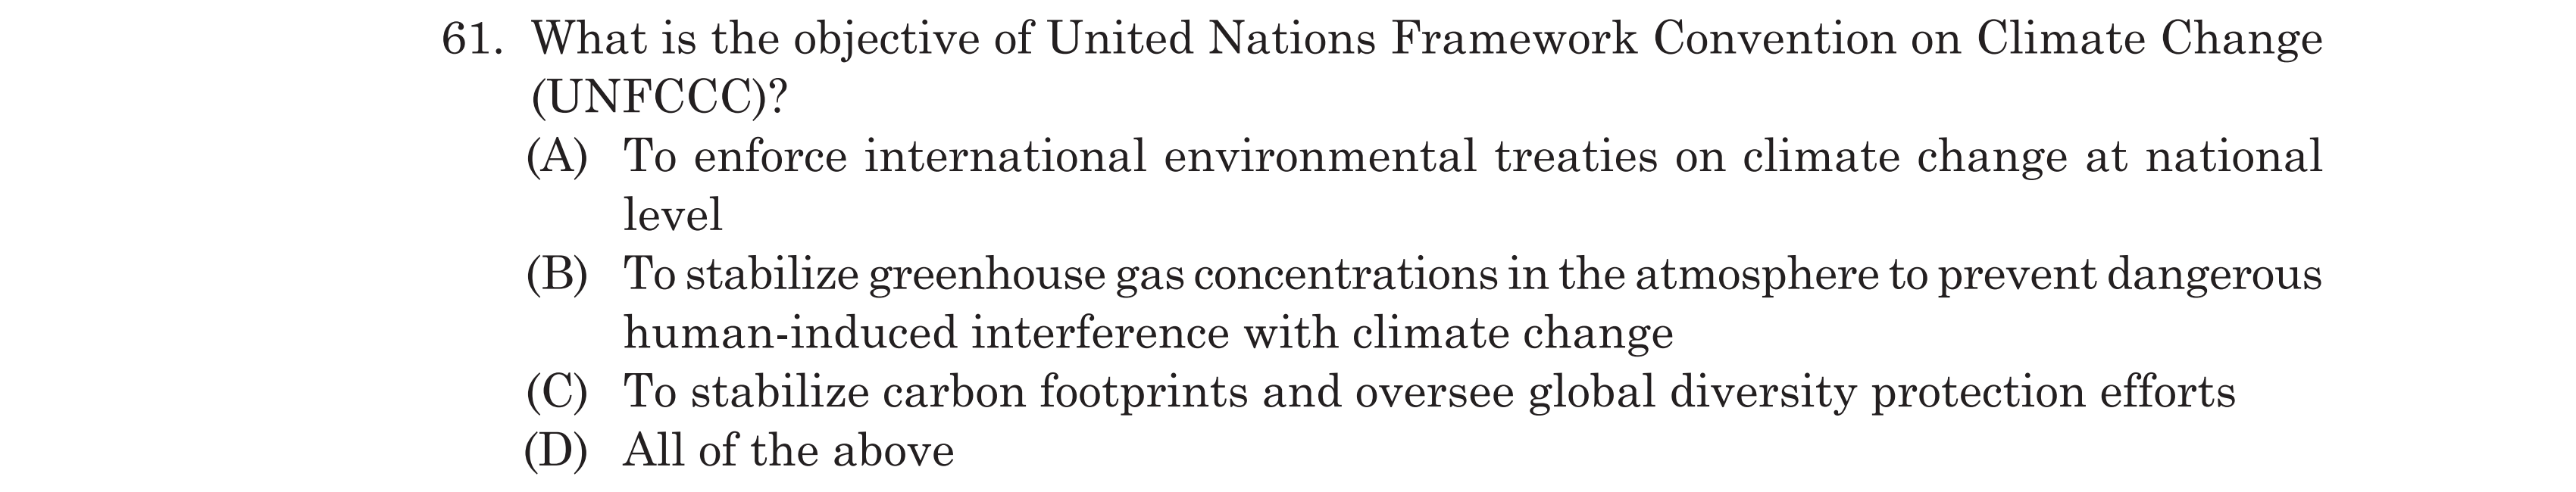 61. What is the objective of United Nations Framework Convention on Climate Change
(UNFCCC)?
(A) To enforce international environmental treaties on climate change at national
level
(B) To stabilize greenhouse gas concentrations in the atmosphere to prevent dangerous
human-induced interference with climate change
(C) To stabilize carbon footprints and oversee global diversity protection efforts
(D) All of the above